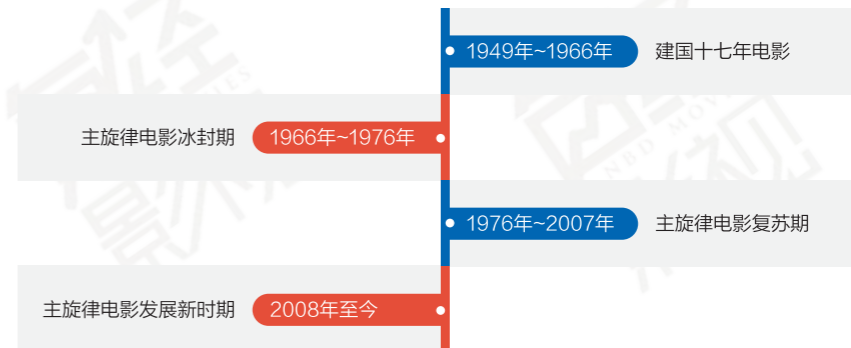 1949年~1966年 建国十七年电影
主旋律电影冰封期 1966年~1976年
1976年~2007年 主旋律电影复苏期
主旋律电影发展新时期 2008年至今